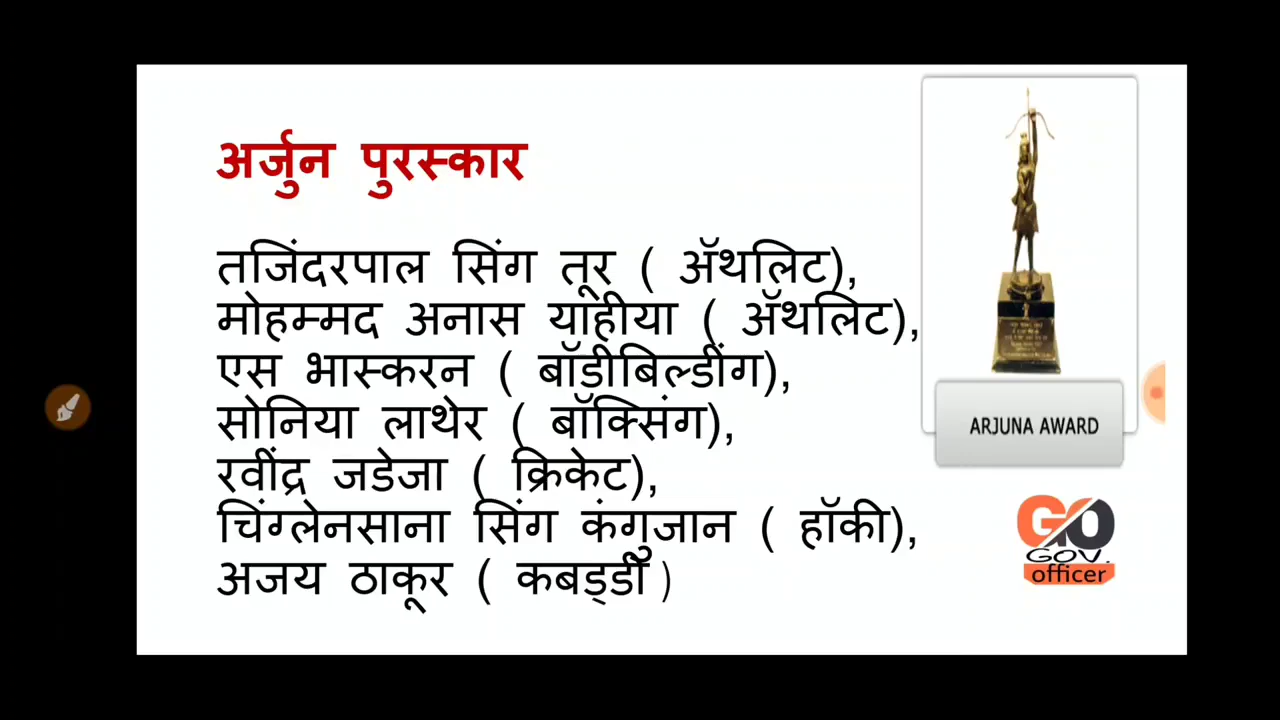 अर्जुन पुरस्कार
तजिंदरपाल सिंग तूर ( ॲथलिट),
मोहम्मद अनास याहीया ( ॲथलिट),
एस भास्करन ( बॉडीबिल्डींग),
सोनिया लाथेर ( बॉक्सिंग),
रवींद्र जडेजा ( क्रिकेट),
चिंग्लेनसाना सिंग कंगुजान ( हॉकी),
अजय ठाकूर ( कबड्डी )
ARJUNA AWARD
GO
GOV.
officer